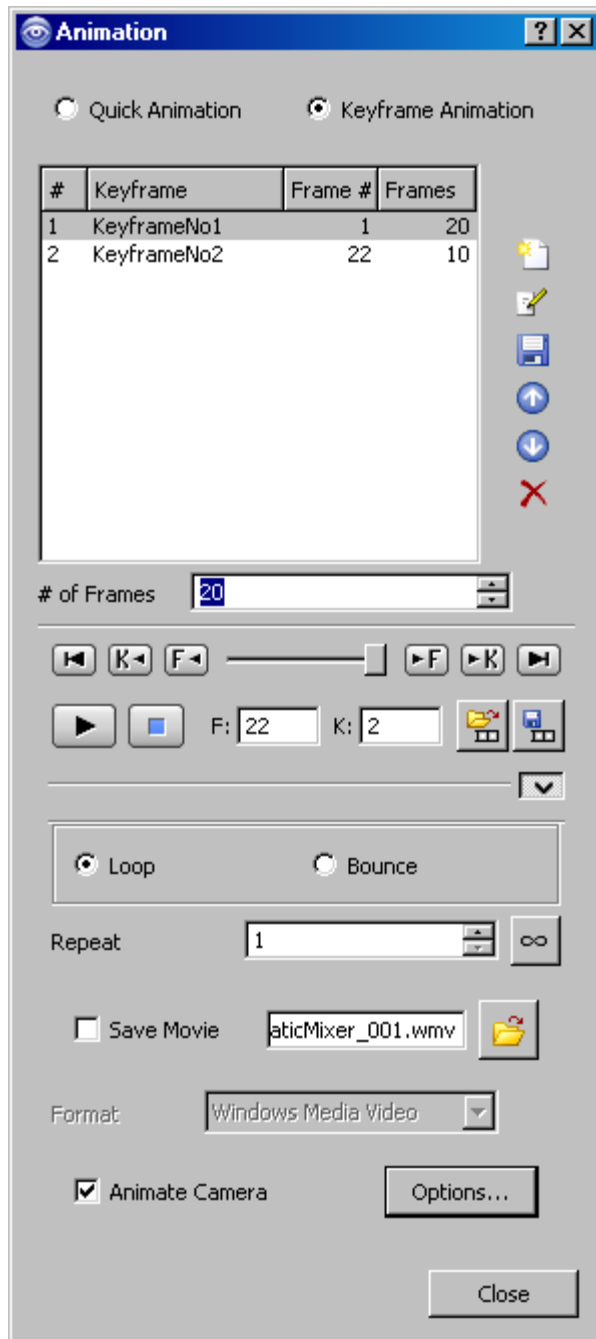 Animation
Quick Animation Keyframe Animation
# Keyframe Frame # Frames
1 KeyframeNo1 1 20
2 KeyframeNo2 22 10
# of Frames 20
K F F K
F: 22 K: 2
Loop Bounce
Repeat 1 ∞
Save Movie aticMixer_001.wmv
Format Windows Media Video
Animate Camera Options...
Close